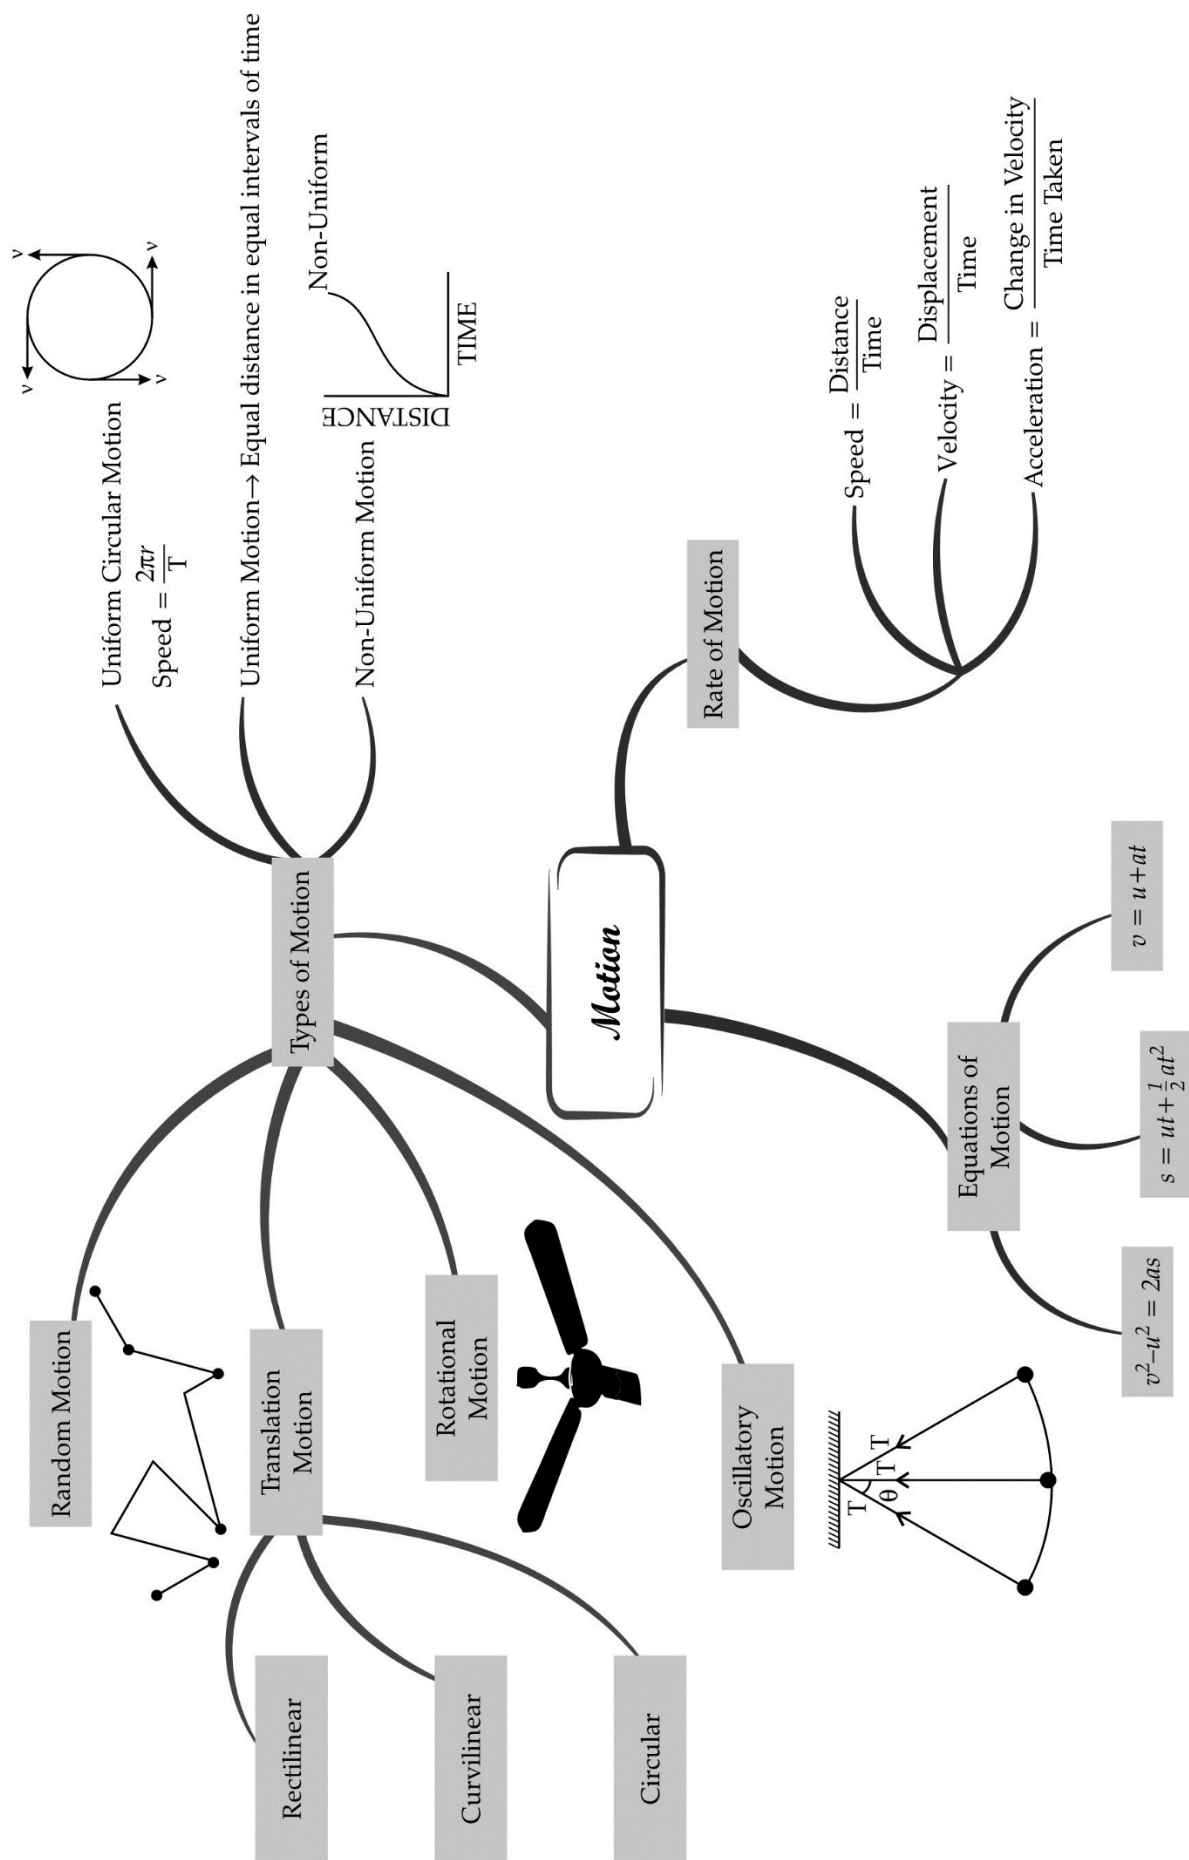 Uniform Circular Motion
Speed = 2πr/T
v
v
v
v
Uniform Motion→ Equal distance in equal intervals of time
Non-Uniform Motion
DISTANCE
TIME
Non-Uniform
Types of Motion
Random Motion
Translation
Motion
Rotational
Motion
Oscillatory
Motion
Rectilinear
Curvilinear
Circular
T
θ
T
T
Motion
Rate of Motion
Speed = Distance/Time
Velocity = Displacement/Time
Acceleration = Change in Velocity/Time Taken
Equations of
Motion
v²–u² = 2as
s = ut+½at²
v = u+at